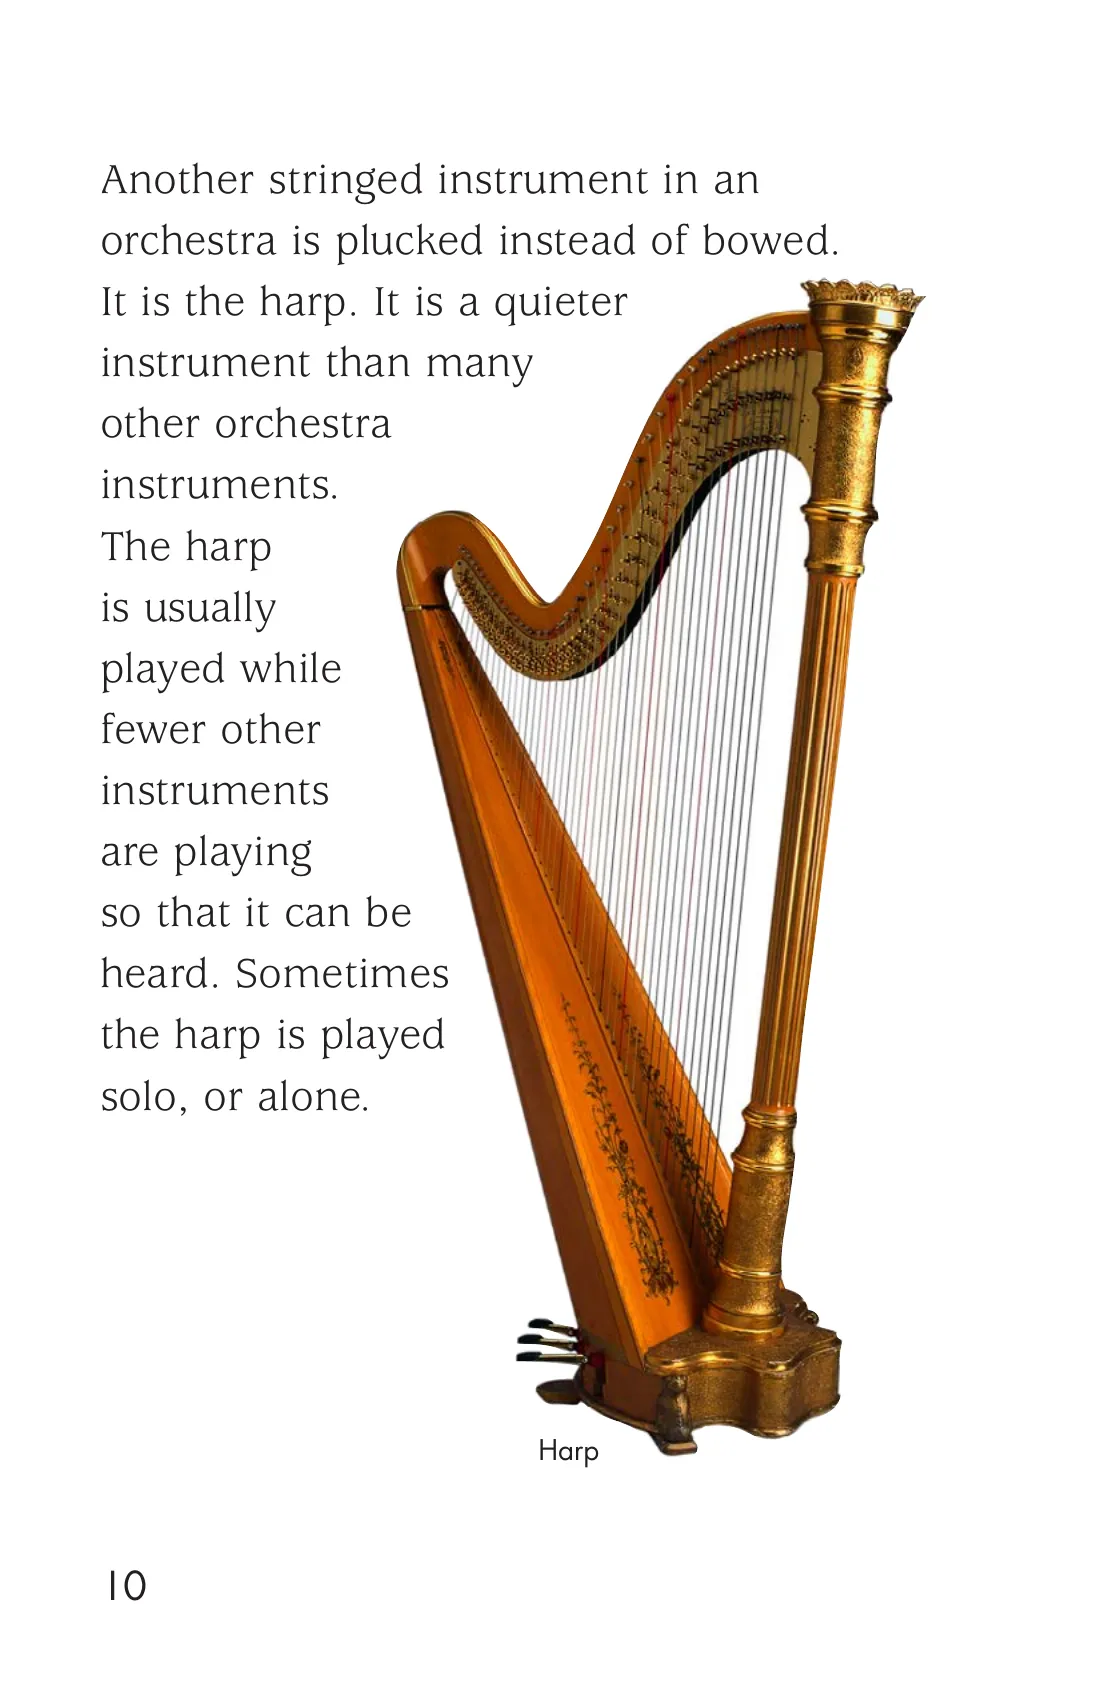 Another stringed instrument in an
orchestra is plucked instead of bowed.
It is the harp. It is a quieter
instrument than many
other orchestra
instruments.
The harp
is usually
played while
fewer other
instruments
are playing
so that it can be
heard. Sometimes
the harp is played
solo, or alone.
Harp
10